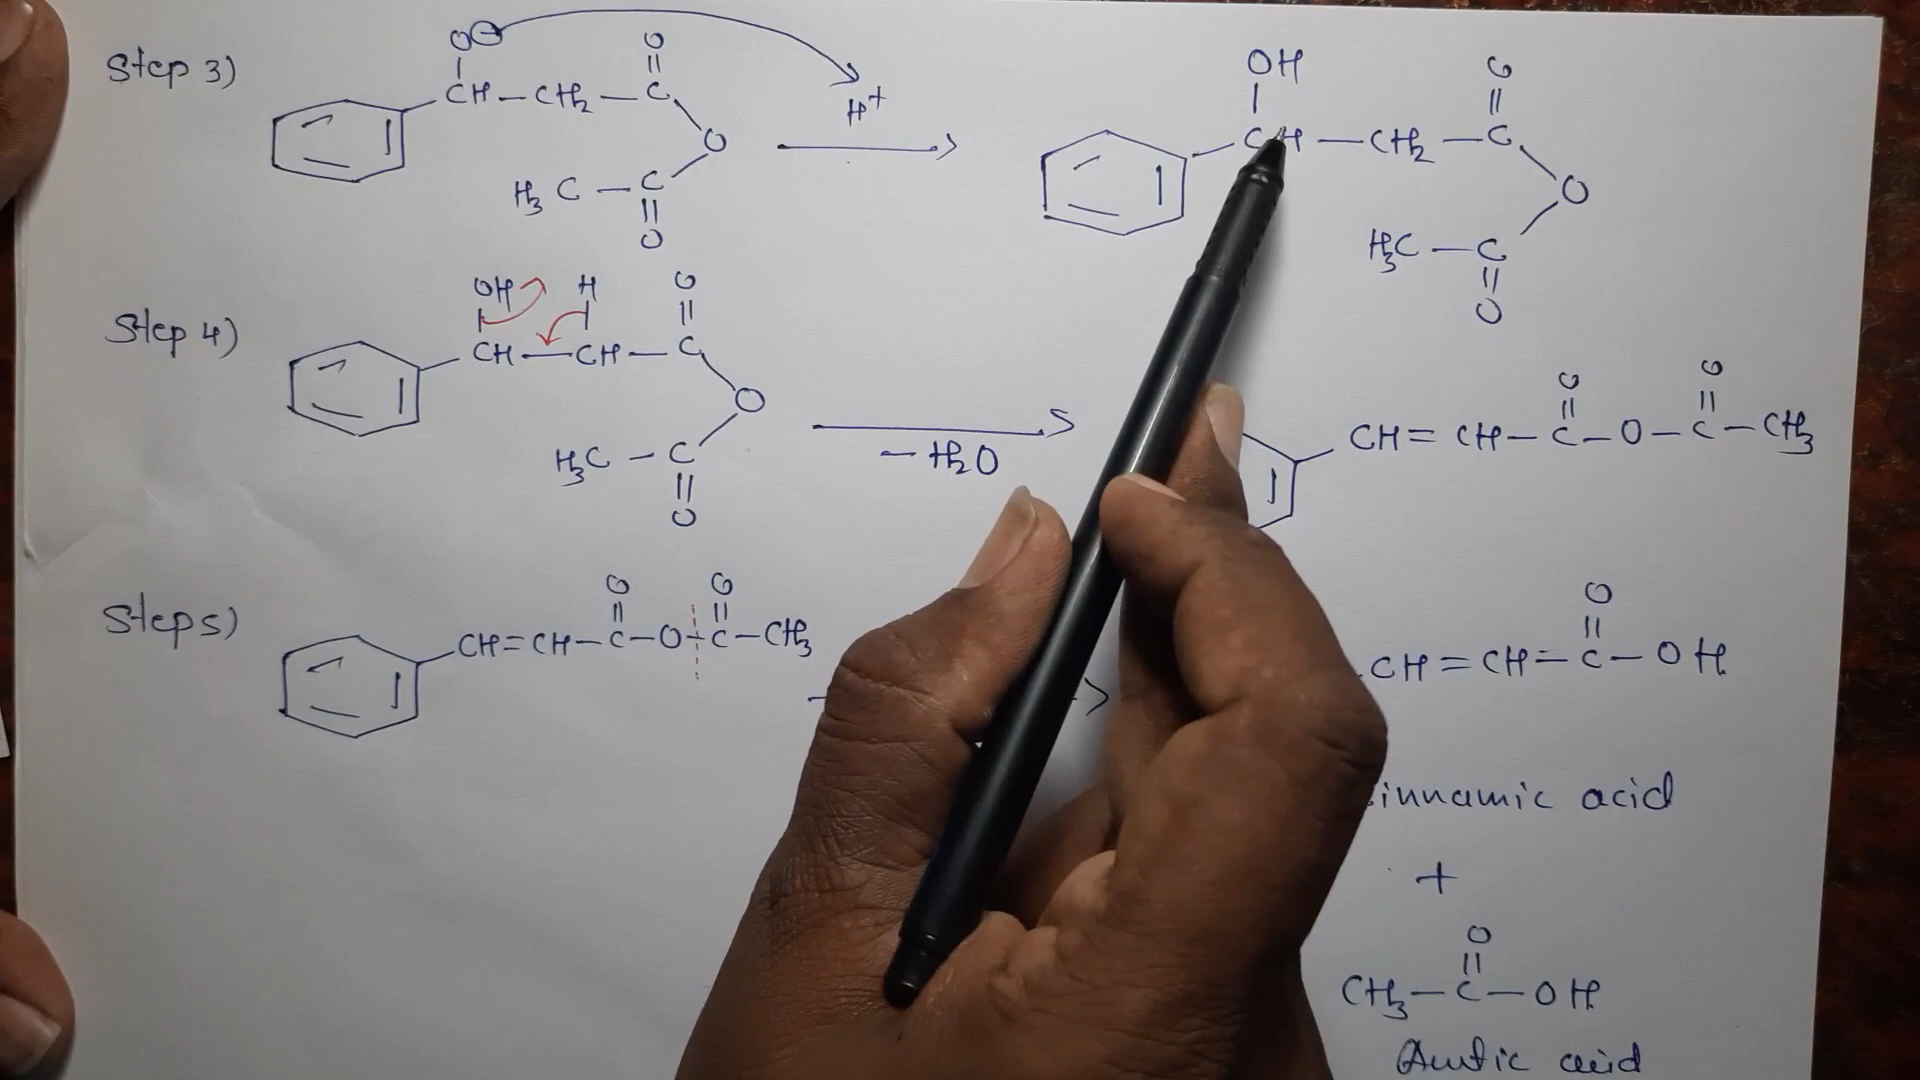 Step 3)
O⊖ O
CH – CH2 – C
O
H3C – C
O
H+
OH O
CH – CH2 – C
O
H3C – C
O
Step 4)
OH H O
CH – CH – C
O
H3C – C
O
– H2O
O O
CH = CH – C – O – C – CH3
Step 5)
O O
CH = CH – C – O – C – CH3
O
CH = CH – C – OH
innamic acid
+
O
CH3 – C – OH
acid